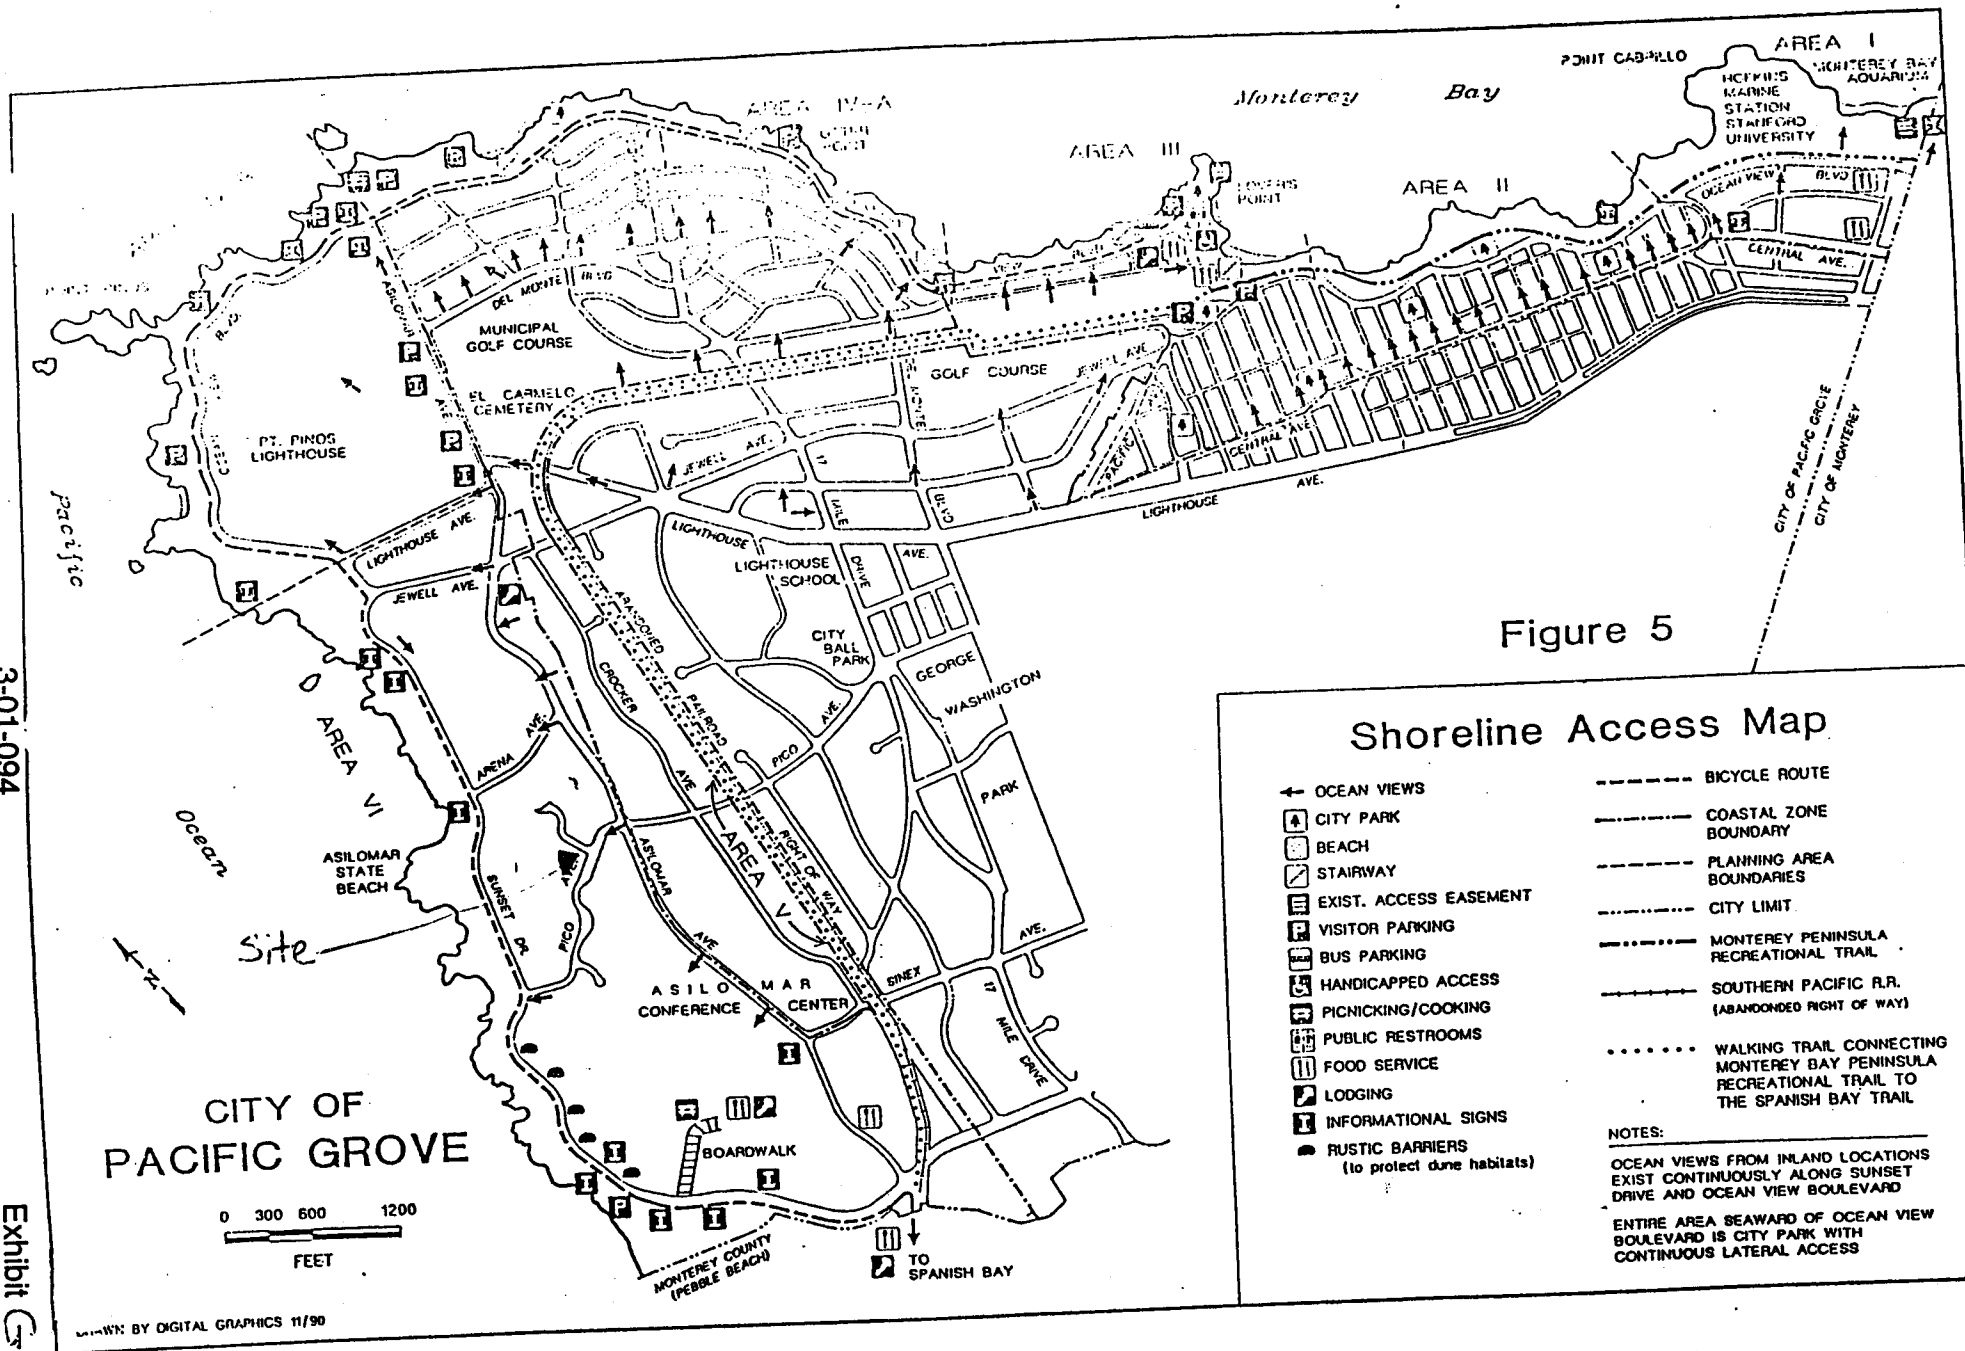 AREA I
MONTEREY BAY
AQUARIUM
POINT CABRILLO
HOPKINS
MARINE
STATION
STANFORD
UNIVERSITY
Monterey Bay
AREA IV-A
POINT
AREA III
LOVERS
POINT
AREA II
OCEAN VIEW BLVD
CENTRAL AVE.
VIEW
DEL MONTE BLVD
ASILOMAR AVE
MUNICIPAL
GOLF COURSE
EL CARMELO
CEMETERY
GOLF COURSE
JEWELL AVE.
PT. PINOS
LIGHTHOUSE
JEWELL AVE.
PACIFIC
CENTRAL AVE
LIGHTHOUSE AVE.
CITY OF PACIFIC GROVE
CITY OF MONTEREY
Pacific
LIGHTHOUSE AVE.
JEWELL AVE.
LIGHTHOUSE AVE.
17 MILE DRIVE
LIGHTHOUSE
SCHOOL
CITY
BALL
PARK
GEORGE
WASHINGTON
PARK
ABANDONED RAILROAD RIGHT OF WAY
CROCKER AVE
PICO AVE.
ARENA AVE.
AREA VI
AREA V
Ocean
ASILOMAR
STATE
BEACH
SUNSET DR.
PICO AVE.
ASILOMAR AVE
Site
N
SINEX AVE.
17 MILE DRIVE
ASILOMAR
CONFERENCE CENTER
BOARDWALK
MONTEREY COUNTY
(PEBBLE BEACH)
TO
SPANISH BAY
CITY OF
PACIFIC GROVE
0 300 600 1200
FEET
DRAWN BY DIGITAL GRAPHICS 11/90
3-01-094
Exhibit G
Figure 5
Shoreline Access Map
OCEAN VIEWS
CITY PARK
BEACH
STAIRWAY
EXIST. ACCESS EASEMENT
VISITOR PARKING
BUS PARKING
HANDICAPPED ACCESS
PICNICKING/COOKING
PUBLIC RESTROOMS
FOOD SERVICE
LODGING
INFORMATIONAL SIGNS
RUSTIC BARRIERS
(to protect dune habitats)
BICYCLE ROUTE
COASTAL ZONE
BOUNDARY
PLANNING AREA
BOUNDARIES
CITY LIMIT
MONTEREY PENINSULA
RECREATIONAL TRAIL
SOUTHERN PACIFIC R.R.
(ABANDONDED RIGHT OF WAY)
WALKING TRAIL CONNECTING
MONTEREY BAY PENINSULA
RECREATIONAL TRAIL TO
THE SPANISH BAY TRAIL
NOTES:
OCEAN VIEWS FROM INLAND LOCATIONS
EXIST CONTINUOUSLY ALONG SUNSET
DRIVE AND OCEAN VIEW BOULEVARD
ENTIRE AREA SEAWARD OF OCEAN VIEW
BOULEVARD IS CITY PARK WITH
CONTINUOUS LATERAL ACCESS